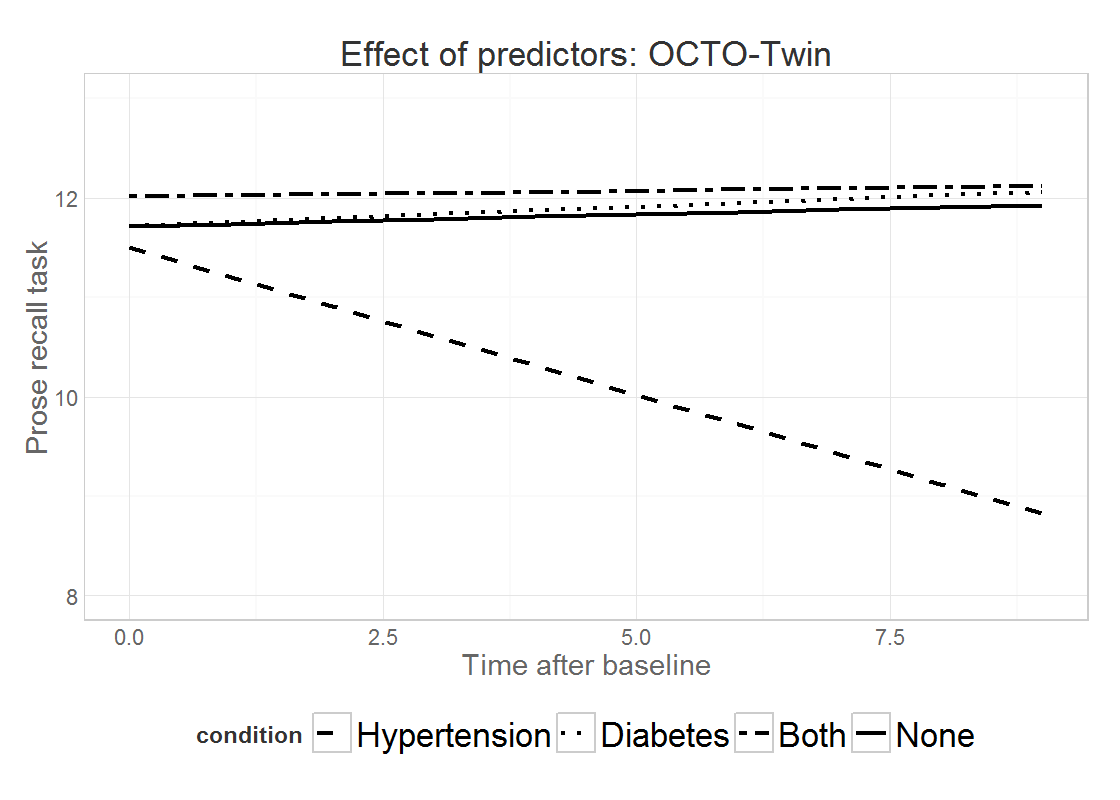 Effect of predictors: OCTO-Twin
Prose recall task
12
10
8
0.0 2.5 5.0 7.5
Time after baseline
condition Hypertension Diabetes Both None